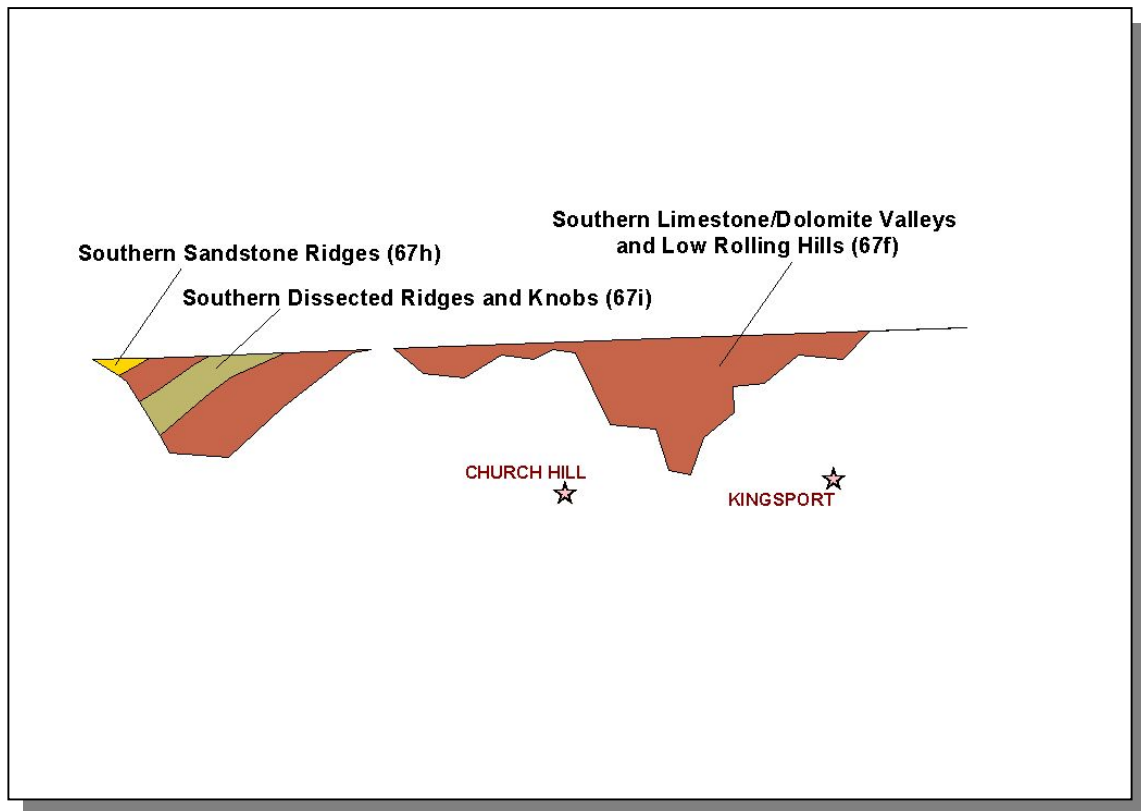 Southern Limestone/Dolomite Valleys
and Low Rolling Hills (67f)
Southern Sandstone Ridges (67h)
Southern Dissected Ridges and Knobs (67i)
CHURCH HILL
KINGSPORT